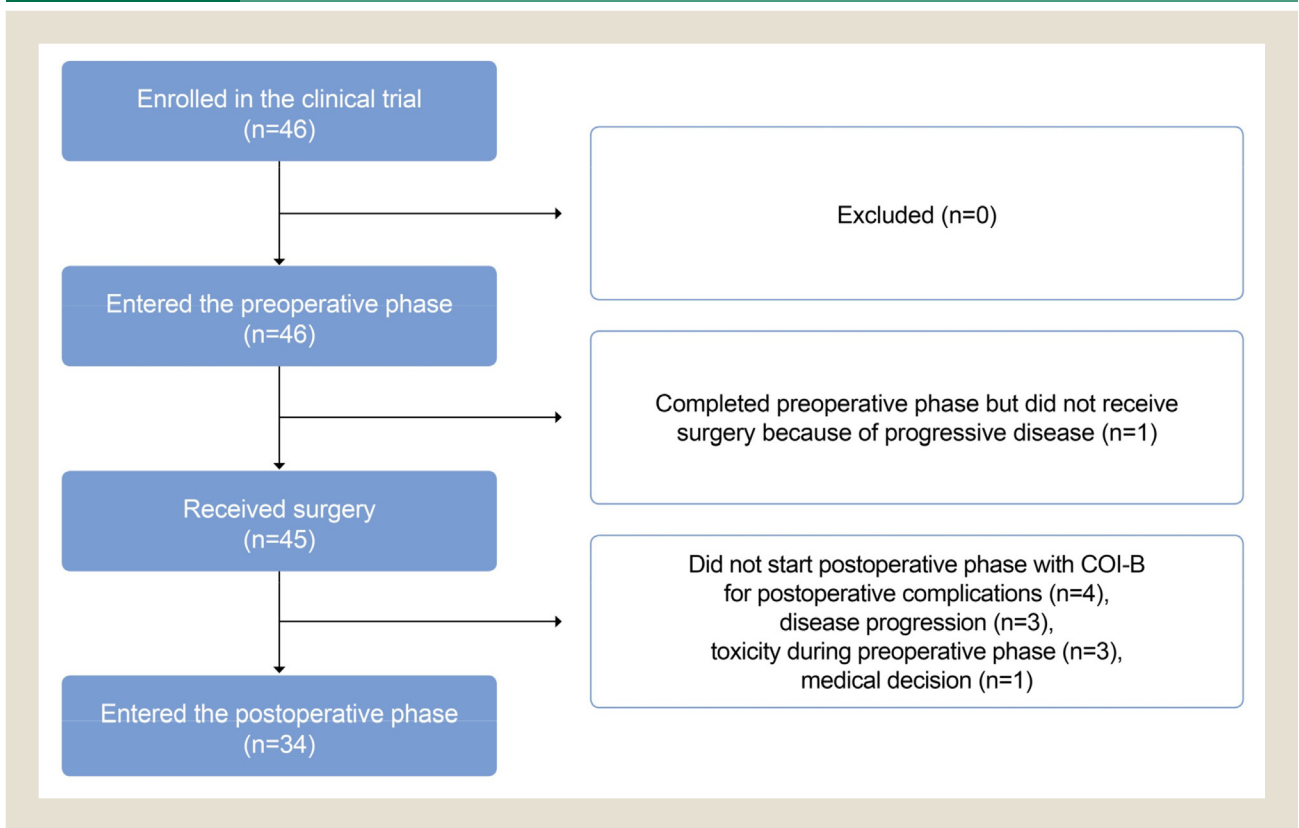 Enrolled in the clinical trial
(n=46)
Excluded (n=0)
Entered the preoperative phase
(n=46)
Completed preoperative phase but did not receive
surgery because of progressive disease (n=1)
Received surgery
(n=45)
Did not start postoperative phase with COI-B
for postoperative complications (n=4),
disease progression (n=3),
toxicity during preoperative phase (n=3),
medical decision (n=1)
Entered the postoperative phase
(n=34)